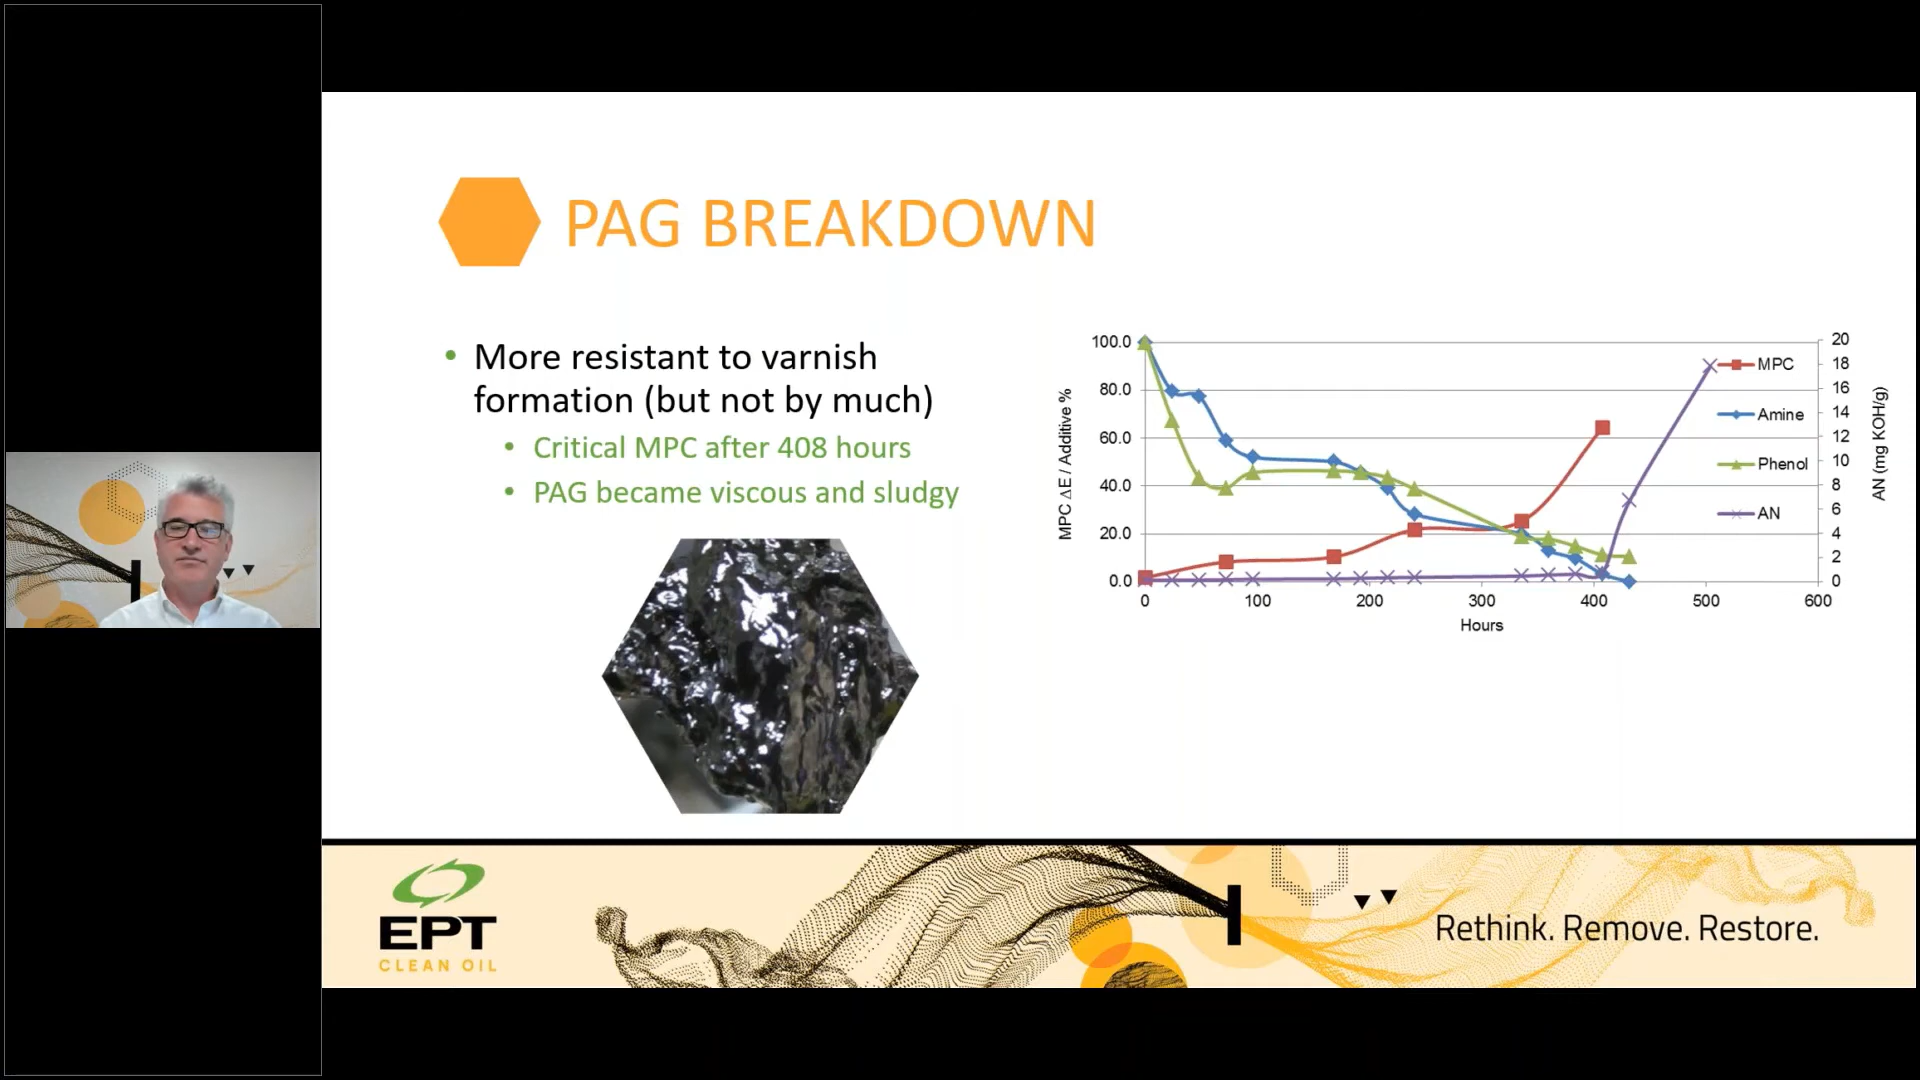 PAG BREAKDOWN
• More resistant to varnish
formation (but not by much)
• Critical MPC after 408 hours
• PAG became viscous and sludgy
MPC ΔE / Additive %
100.0
80.0
60.0
40.0
20.0
0.0
0 100 200 300 400 500 600
Hours
20
18
16
14
12
10
8
6
4
2
0
AN (mg KOH/g)
MPC
Amine
Phenol
AN
EPT
CLEAN OIL
Rethink. Remove. Restore.